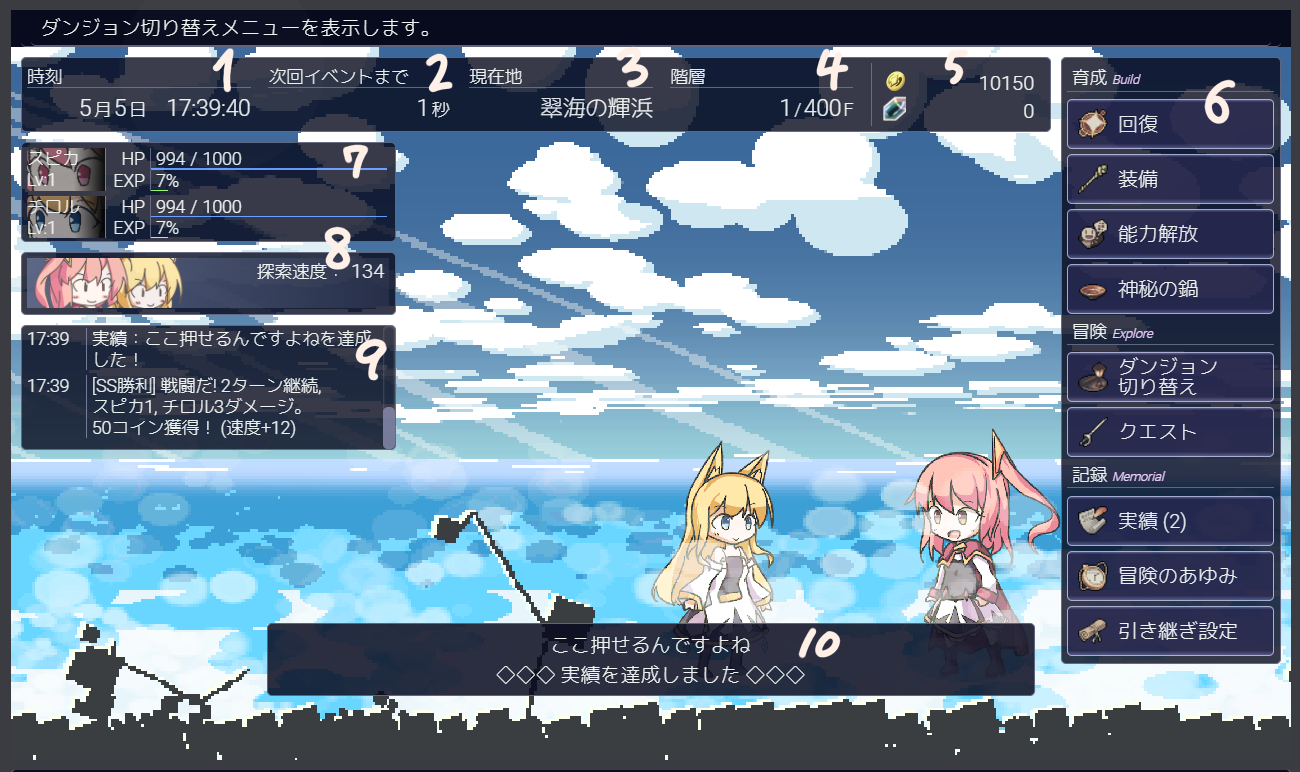 ダンジョン切り替えメニューを表示します。
時刻 1
5月5日 17:39:40
次回イベントまで 2
1秒
現在地 3
翠海の輝浜
階層 4
1/400F
5
10150
0
育成 Build
6
回復
装備
能力解放
神秘の鍋
冒険 Explore
ダンジョン
切り替え
クエスト
記録 Memorial
実績 (2)
冒険のあゆみ
引き継ぎ設定
7
スピカ HP 994 / 1000
Lv.1 EXP 7%
チロル HP 994 / 1000
Lv.1 EXP 7%
8
探索速度： 134
9
17:39 実績：ここ押せるんですよねを達成
した！
17:39 [SS勝利] 戦闘だ! 2ターン継続,
スピカ1, チロル3ダメージ。
50コイン獲得！ (速度+12)
ここ押せるんですよね 10
◇◇◇ 実績を達成しました ◇◇◇